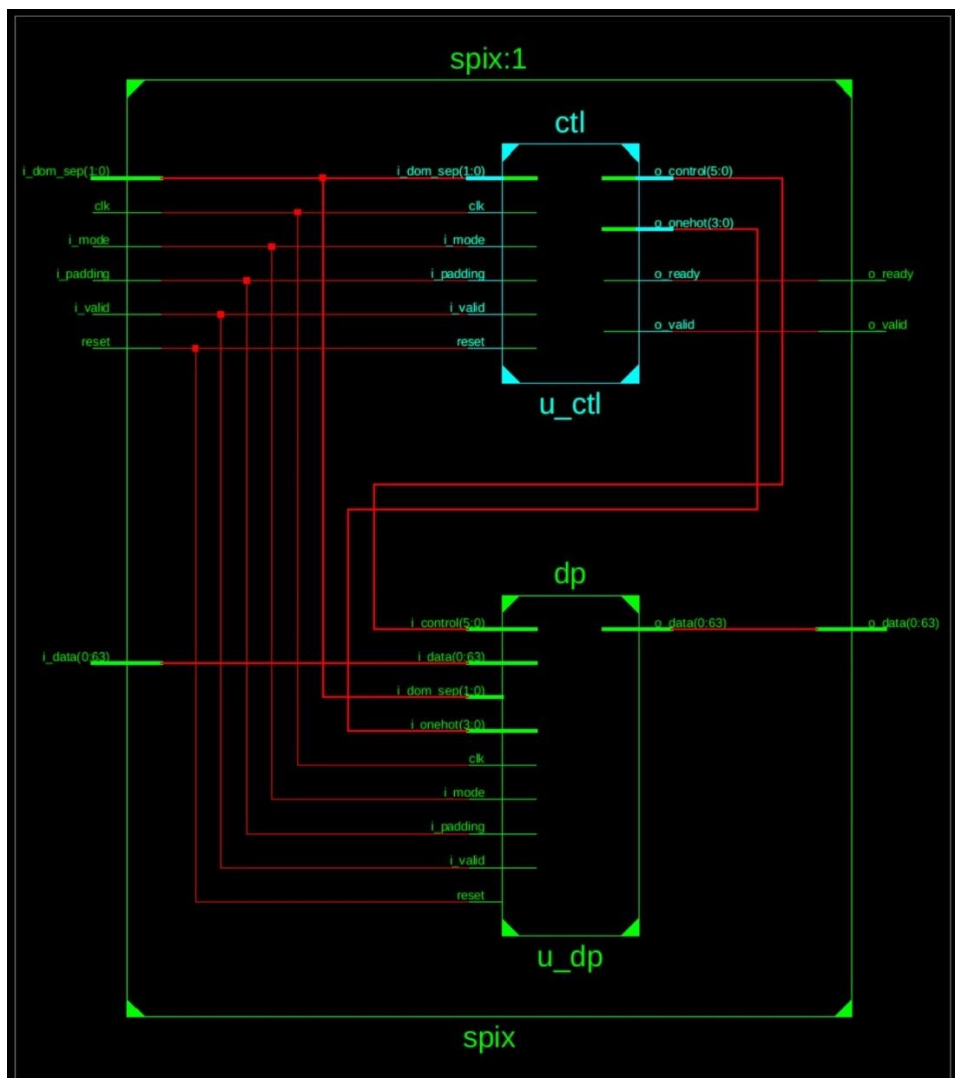 spix:1
ctl
i_dom_sep(1:0) i_dom_sep(1:0) o_control(5:0)
clk clk o_onehot(3:0)
i_mode i_mode
i_padding i_padding o_ready o_ready
i_valid i_valid o_valid o_valid
reset reset
u_ctl
dp
i_control(5:0) o_data(0:63) o_data(0:63)
i_data(0:63) i_data(0:63)
i_dom_sep(1:0)
i_onehot(3:0)
clk
i_mode
i_padding
i_valid
reset
u_dp
spix